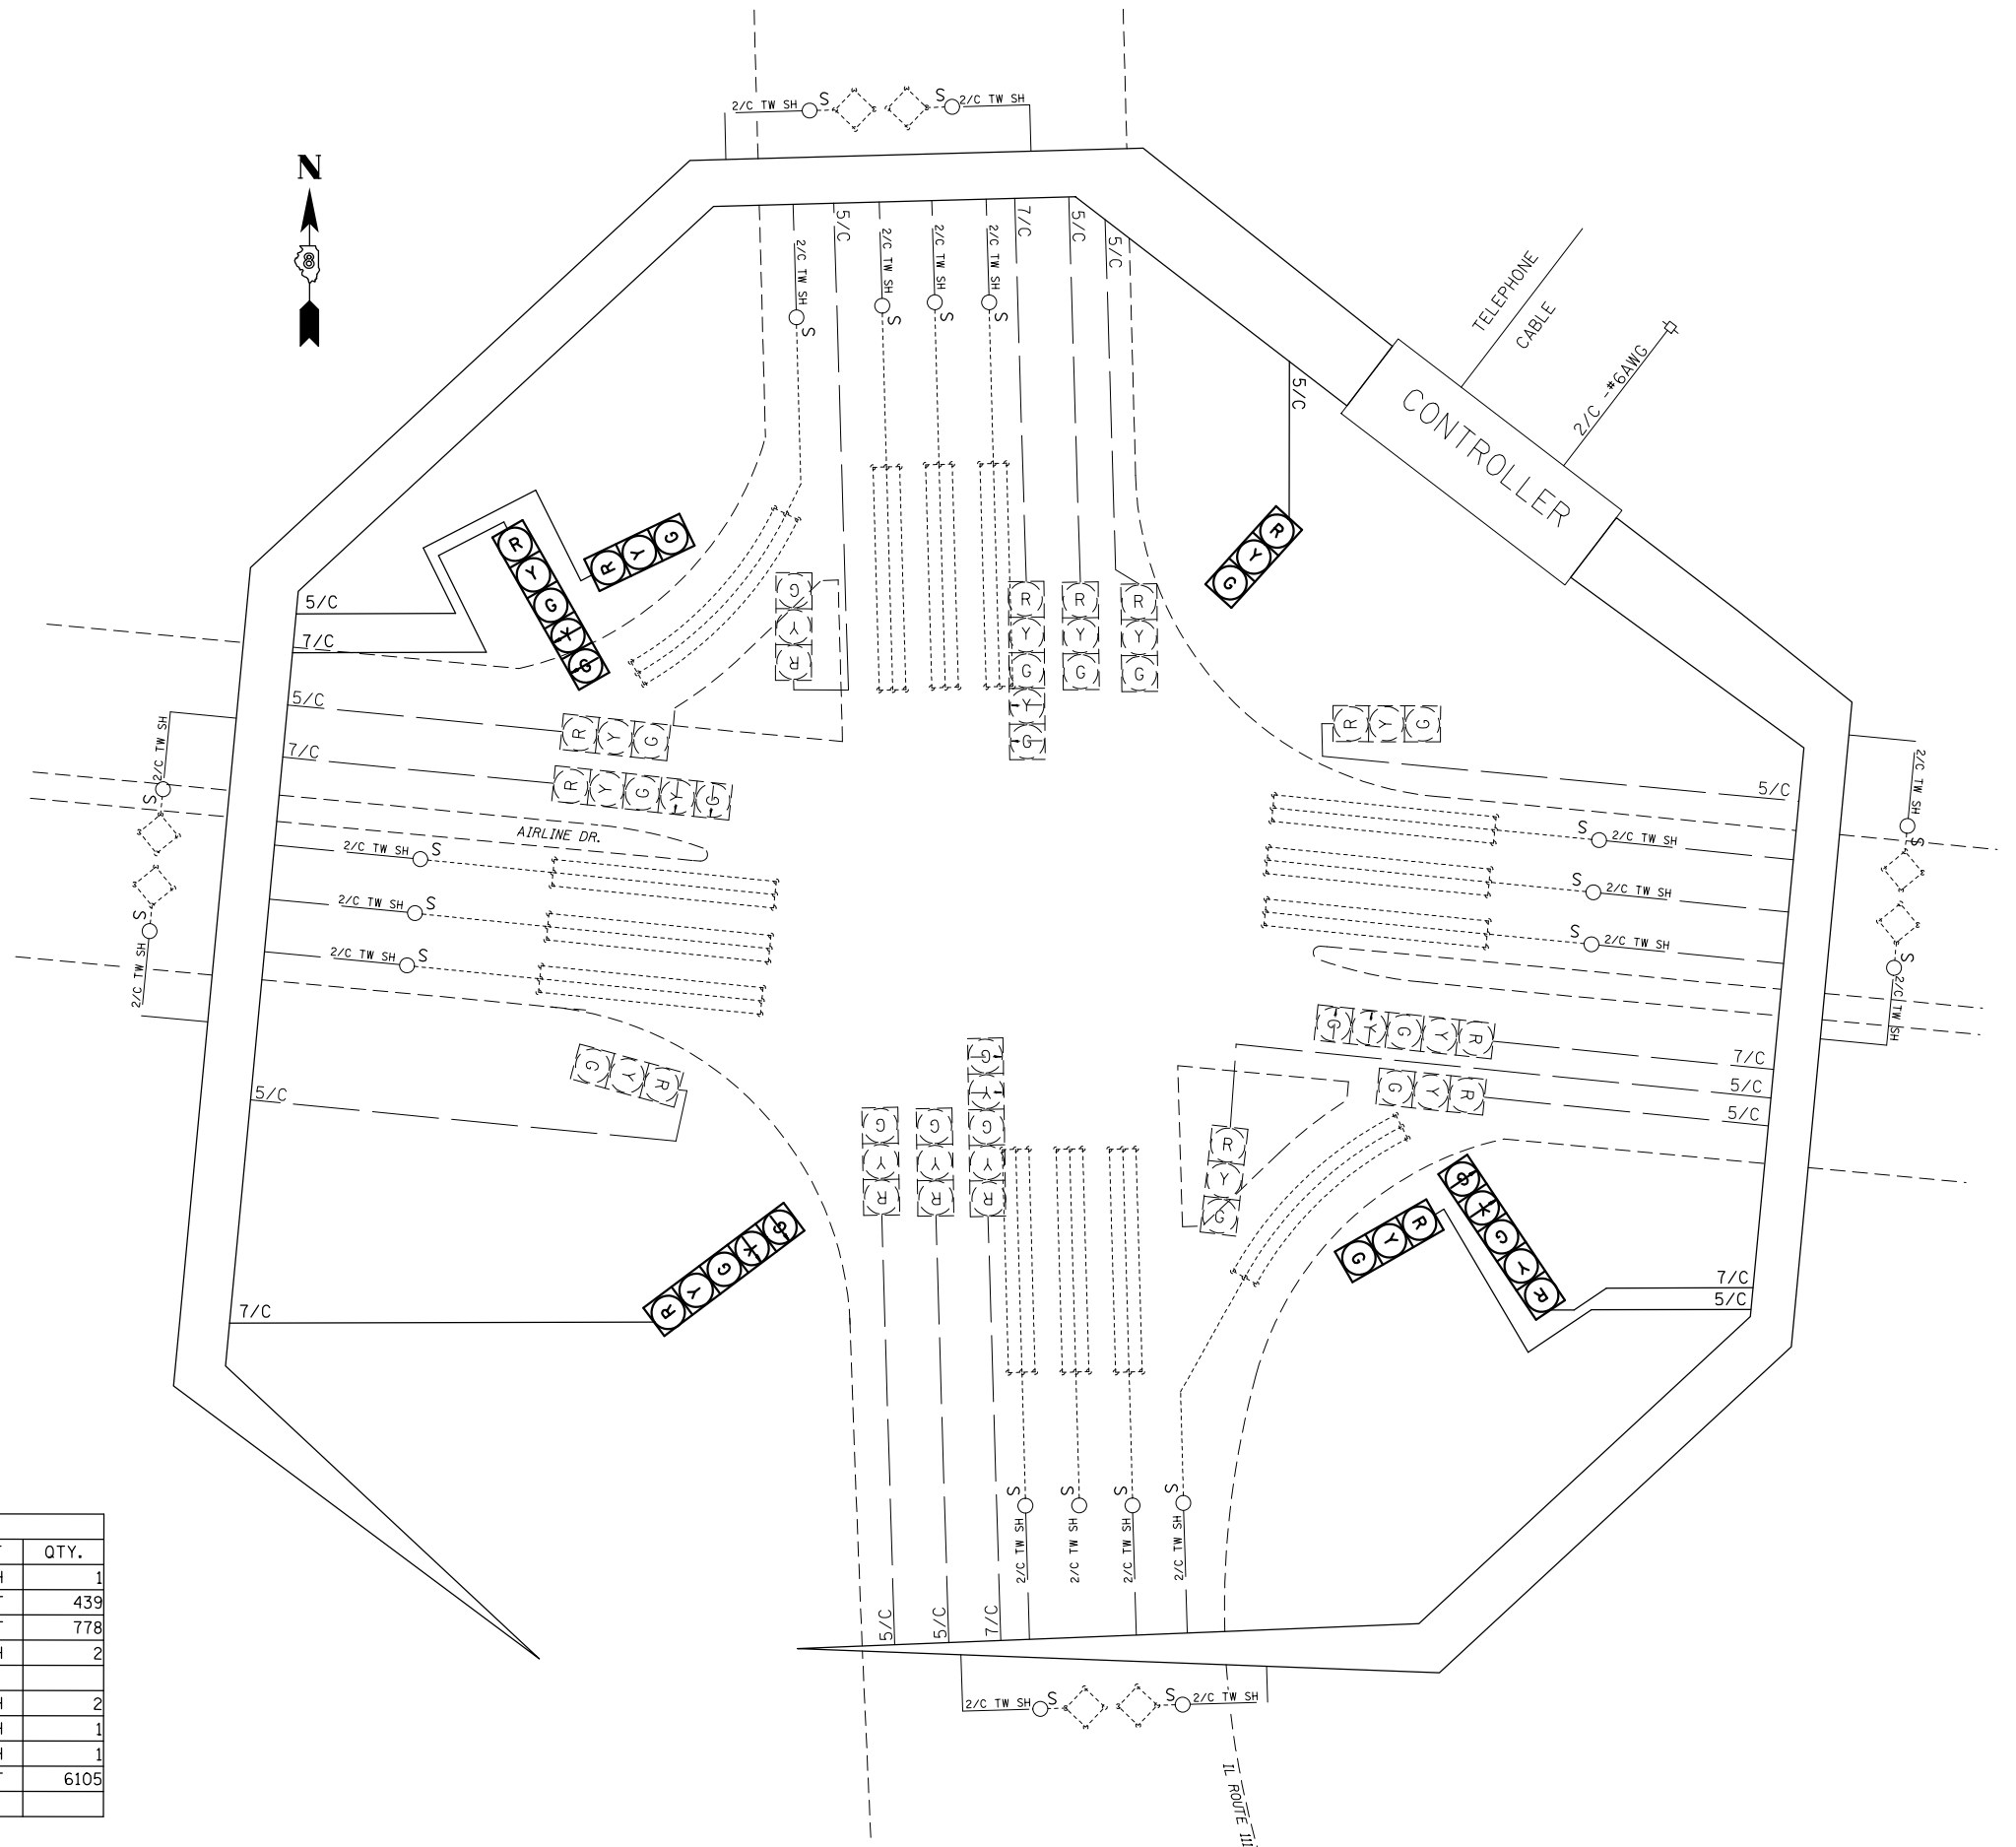 2/C TW SH S S 2/C TW SH
N
8
5/C 7/C 5/C 5/C
2/C TW SH 2/C TW SH 2/C TW SH 2/C TW SH
S S S S
TELEPHONE
CABLE
2/C -#6AWG
CONTROLLER
5/C
R Y G
R Y G Y G
R Y G
G Y R
R Y G Y G
R Y G
R Y G
5/C
7/C
5/C
R Y G
7/C
R Y G Y G
R Y G
5/C
AIRLINE DR.
2/C TW SH S
2/C TW SH S
2/C TW SH S
2/C TW SH
S
S
2/C TW SH
S 2/C TW SH
S 2/C TW SH
S 2/C TW SH
2/C TW SH
S
S
2/C TW SH
G Y G Y R
7/C
5/C
G Y R
5/C
G Y R
5/C
G Y G Y R
G Y R
G Y R
R Y G
G Y G Y R
G Y R
R Y G Y G
7/C
7/C
5/C
S S S S
2/C TW SH 2/C TW SH 2/C TW SH 2/C TW SH
5/C 5/C 7/C
2/C TW SH S S 2/C TW SH
IL ROUTE 111
QTY.
1
439
778
2
2
1
1
6105